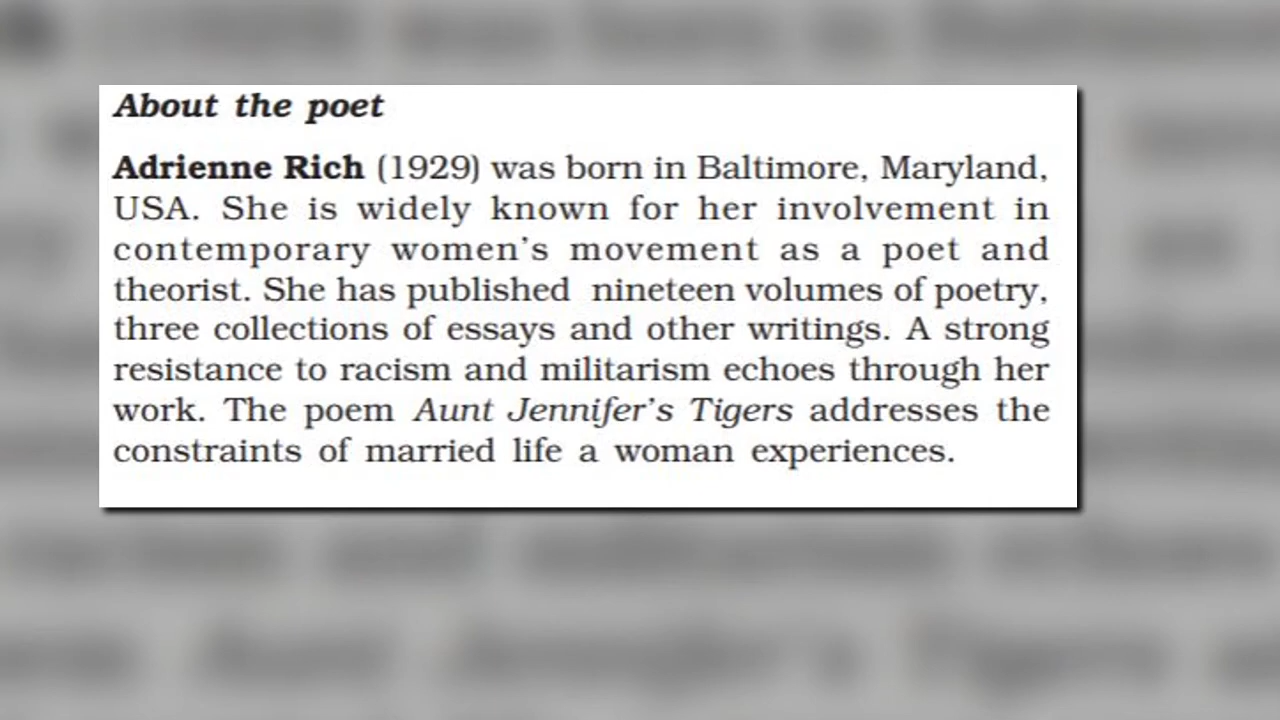 About the poet
Adrienne Rich (1929) was born in Baltimore, Maryland,
USA. She is widely known for her involvement in
contemporary women's movement as a poet and
theorist. She has published nineteen volumes of poetry,
three collections of essays and other writings. A strong
resistance to racism and militarism echoes through her
work. The poem Aunt Jennifer's Tigers addresses the
constraints of married life a woman experiences.